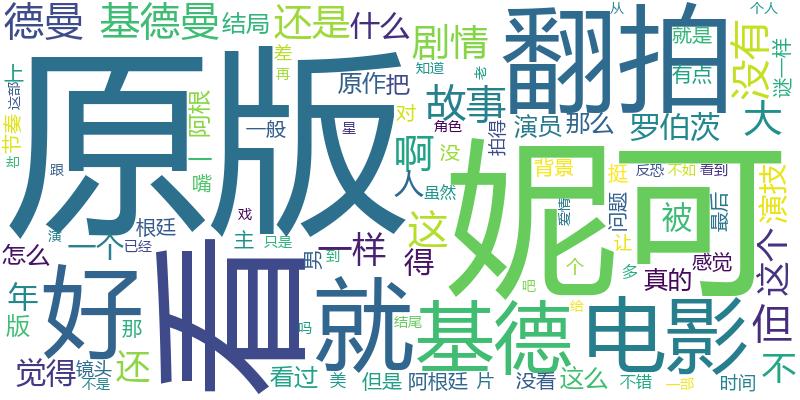 德曼
基德曼
结局
还是
什么
差
再
翻拍
从
个人
就是
有点
没有
谜一样
上
这部
节奏
些
原版
阿根
一
嘴
一般
原作
把
剧情
知道
老
对
故事
角色
没
拍得
演员
那么
罗伯茨
大
星
啊
人
虽然
妮可
背景
挺
反恐
不如
看到
演技
跟
戏
根廷
主
只是
已经
演
一个
怎么
年
版
那
好
还
觉得
镜头
不是
看
男
到
一样
得
这
就
吗
结尾
基德
吧
给
电影
爱情
个
问题
让
多
被
最后
真的
感觉
这个
但
不
看过
美
但是
阿根廷
片
没看
这么
不错
一部
时间